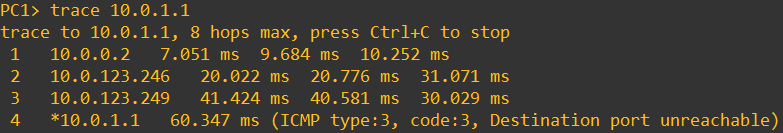 PC1> trace 10.0.1.1
trace to 10.0.1.1, 8 hops max, press Ctrl+C to stop
1 10.0.0.2 7.051 ms 9.684 ms 10.252 ms
2 10.0.123.246 20.022 ms 20.776 ms 31.071 ms
3 10.0.123.249 41.424 ms 40.581 ms 30.029 ms
4 *10.0.1.1 60.347 ms (ICMP type:3, code:3, Destination port unreachable)